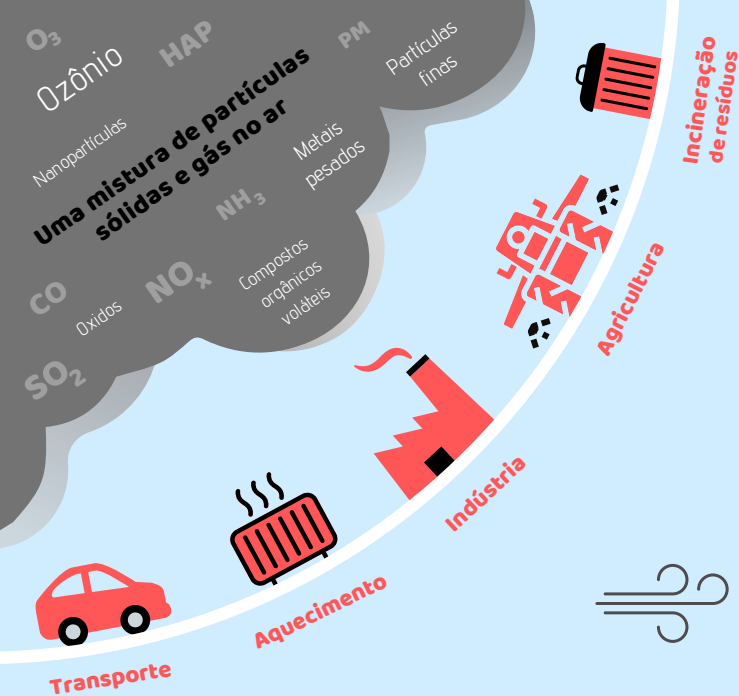 O₃
Ozônio
HAP
PM
Partículas
finas
Nanopartículas
Uma mistura de partículas
sólidas e gás no ar
Metais
pesados
NH₃
CO
Oxidos
NOₓ
Compostos
orgânicos
voláteis
SO₂
Incineração
de resíduos
Agricultura
Indústria
Aquecimento
Transporte